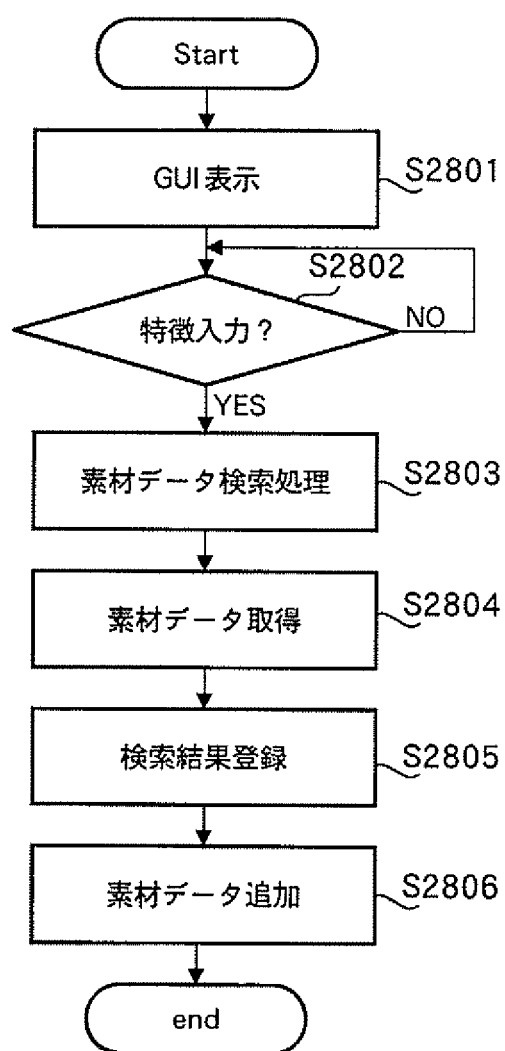 Start
GUI表示
S2801
S2802
特徴入力?
NO
YES
素材データ検索処理
S2803
素材データ取得
S2804
検索結果登録
S2805
素材データ追加
S2806
end